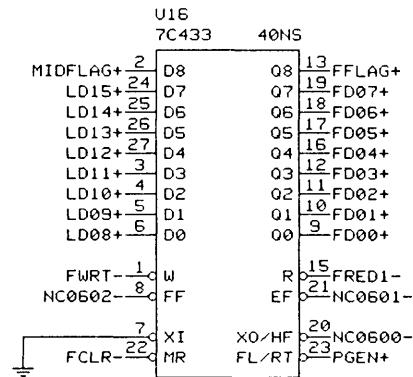 U16
7C433 40NS
MIDFLAG+ 2 D8 Q8 13 FFLAG+
LD15+ 24 D7 Q7 19 FD07+
LD14+ 25 D6 Q6 18 FD06+
LD13+ 26 D5 Q5 17 FD05+
LD12+ 27 D4 Q4 16 FD04+
LD11+ 3 D3 Q3 12 FD03+
LD10+ 4 D2 Q2 11 FD02+
LD09+ 5 D1 Q1 10 FD01+
LD08+ 6 D0 Q0 9 FD00+
FWRT- 1 W R 15 FRED1-
NC0602- 8 FF EF 21 NC0601-
7 XI XO/HF 20 NC0600-
FCLR- 22 MR FL/RT 23 PGEN+